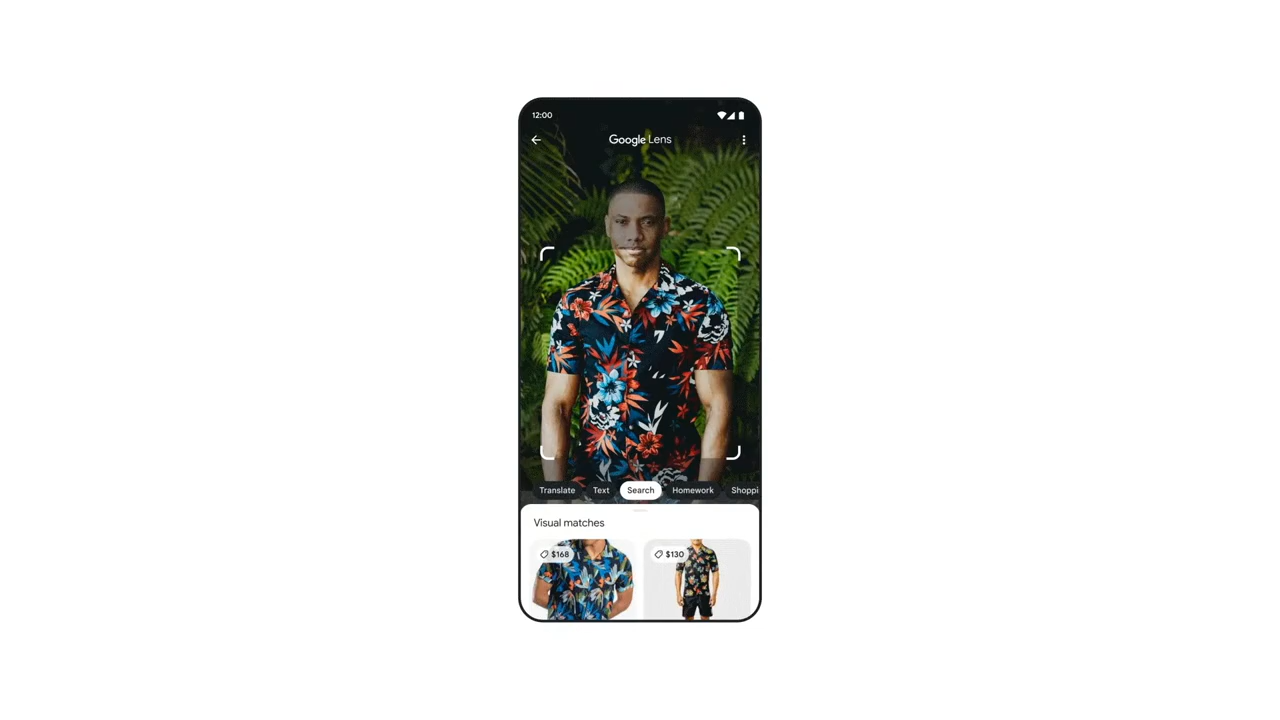 12:00
Google Lens
Translate Text Search Homework Shoppi
Visual matches
$168 $130